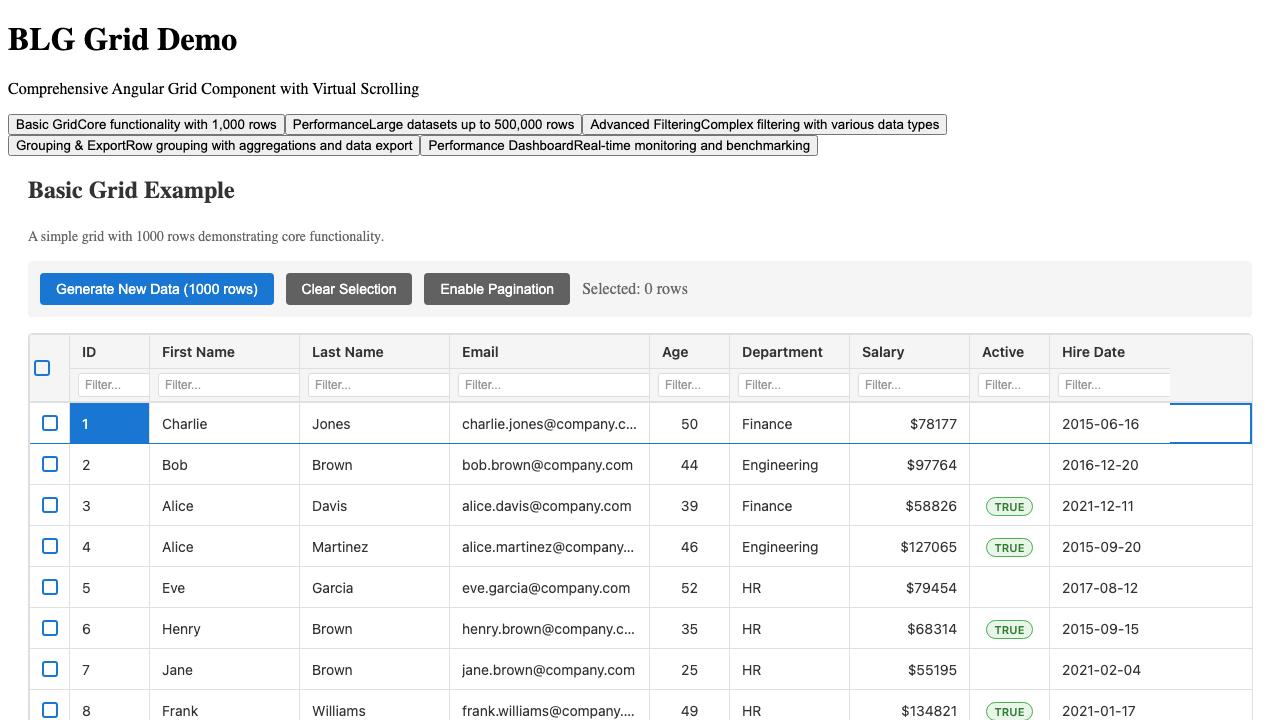 BLG Grid Demo
Comprehensive Angular Grid Component with Virtual Scrolling
Basic GridCore functionality with 1,000 rows PerformanceLarge datasets up to 500,000 rows Advanced FilteringComplex filtering with various data types
Grouping & ExportRow grouping with aggregations and data export Performance DashboardReal-time monitoring and benchmarking
Basic Grid Example
A simple grid with 1000 rows demonstrating core functionality.
Generate New Data (1000 rows) Clear Selection Enable Pagination Selected: 0 rows
ID First Name Last Name Email Age Department Salary Active Hire Date
Filter... Filter... Filter... Filter... Filter... Filter... Filter... Filter... Filter...
1 Charlie Jones charlie.jones@company.c... 50 Finance $78177 2015-06-16
2 Bob Brown bob.brown@company.com 44 Engineering $97764 2016-12-20
3 Alice Davis alice.davis@company.com 39 Finance $58826 TRUE 2021-12-11
4 Alice Martinez alice.martinez@company... 46 Engineering $127065 TRUE 2015-09-20
5 Eve Garcia eve.garcia@company.com 52 HR $79454 2017-08-12
6 Henry Brown henry.brown@company.c... 35 HR $68314 TRUE 2015-09-15
7 Jane Brown jane.brown@company.com 25 HR $55195 2021-02-04
8 Frank Williams frank.williams@company.... 49 HR $134821 TRUE 2021-01-17